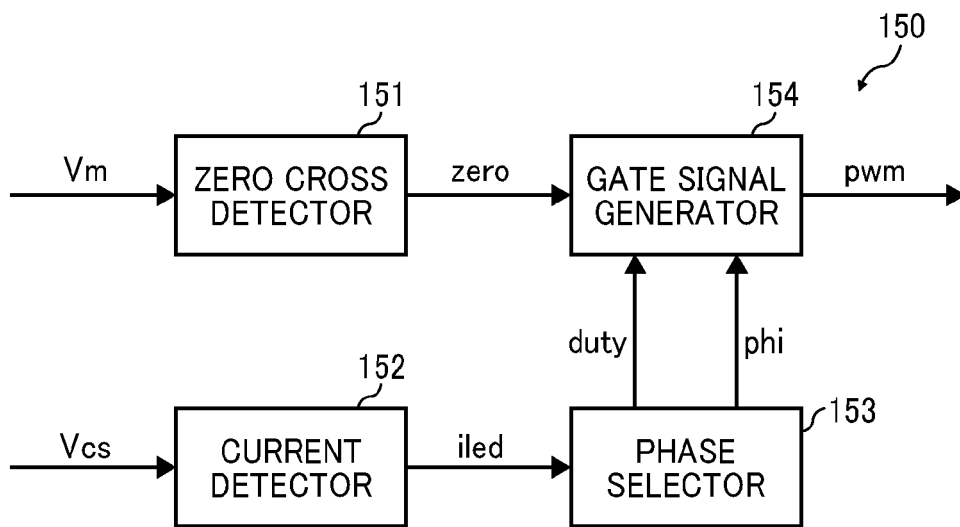 150
151
154
Vm
ZERO CROSS
DETECTOR
zero
GATE SIGNAL
GENERATOR
pwm
duty
phi
152
153
Vcs
CURRENT
DETECTOR
iled
PHASE
SELECTOR